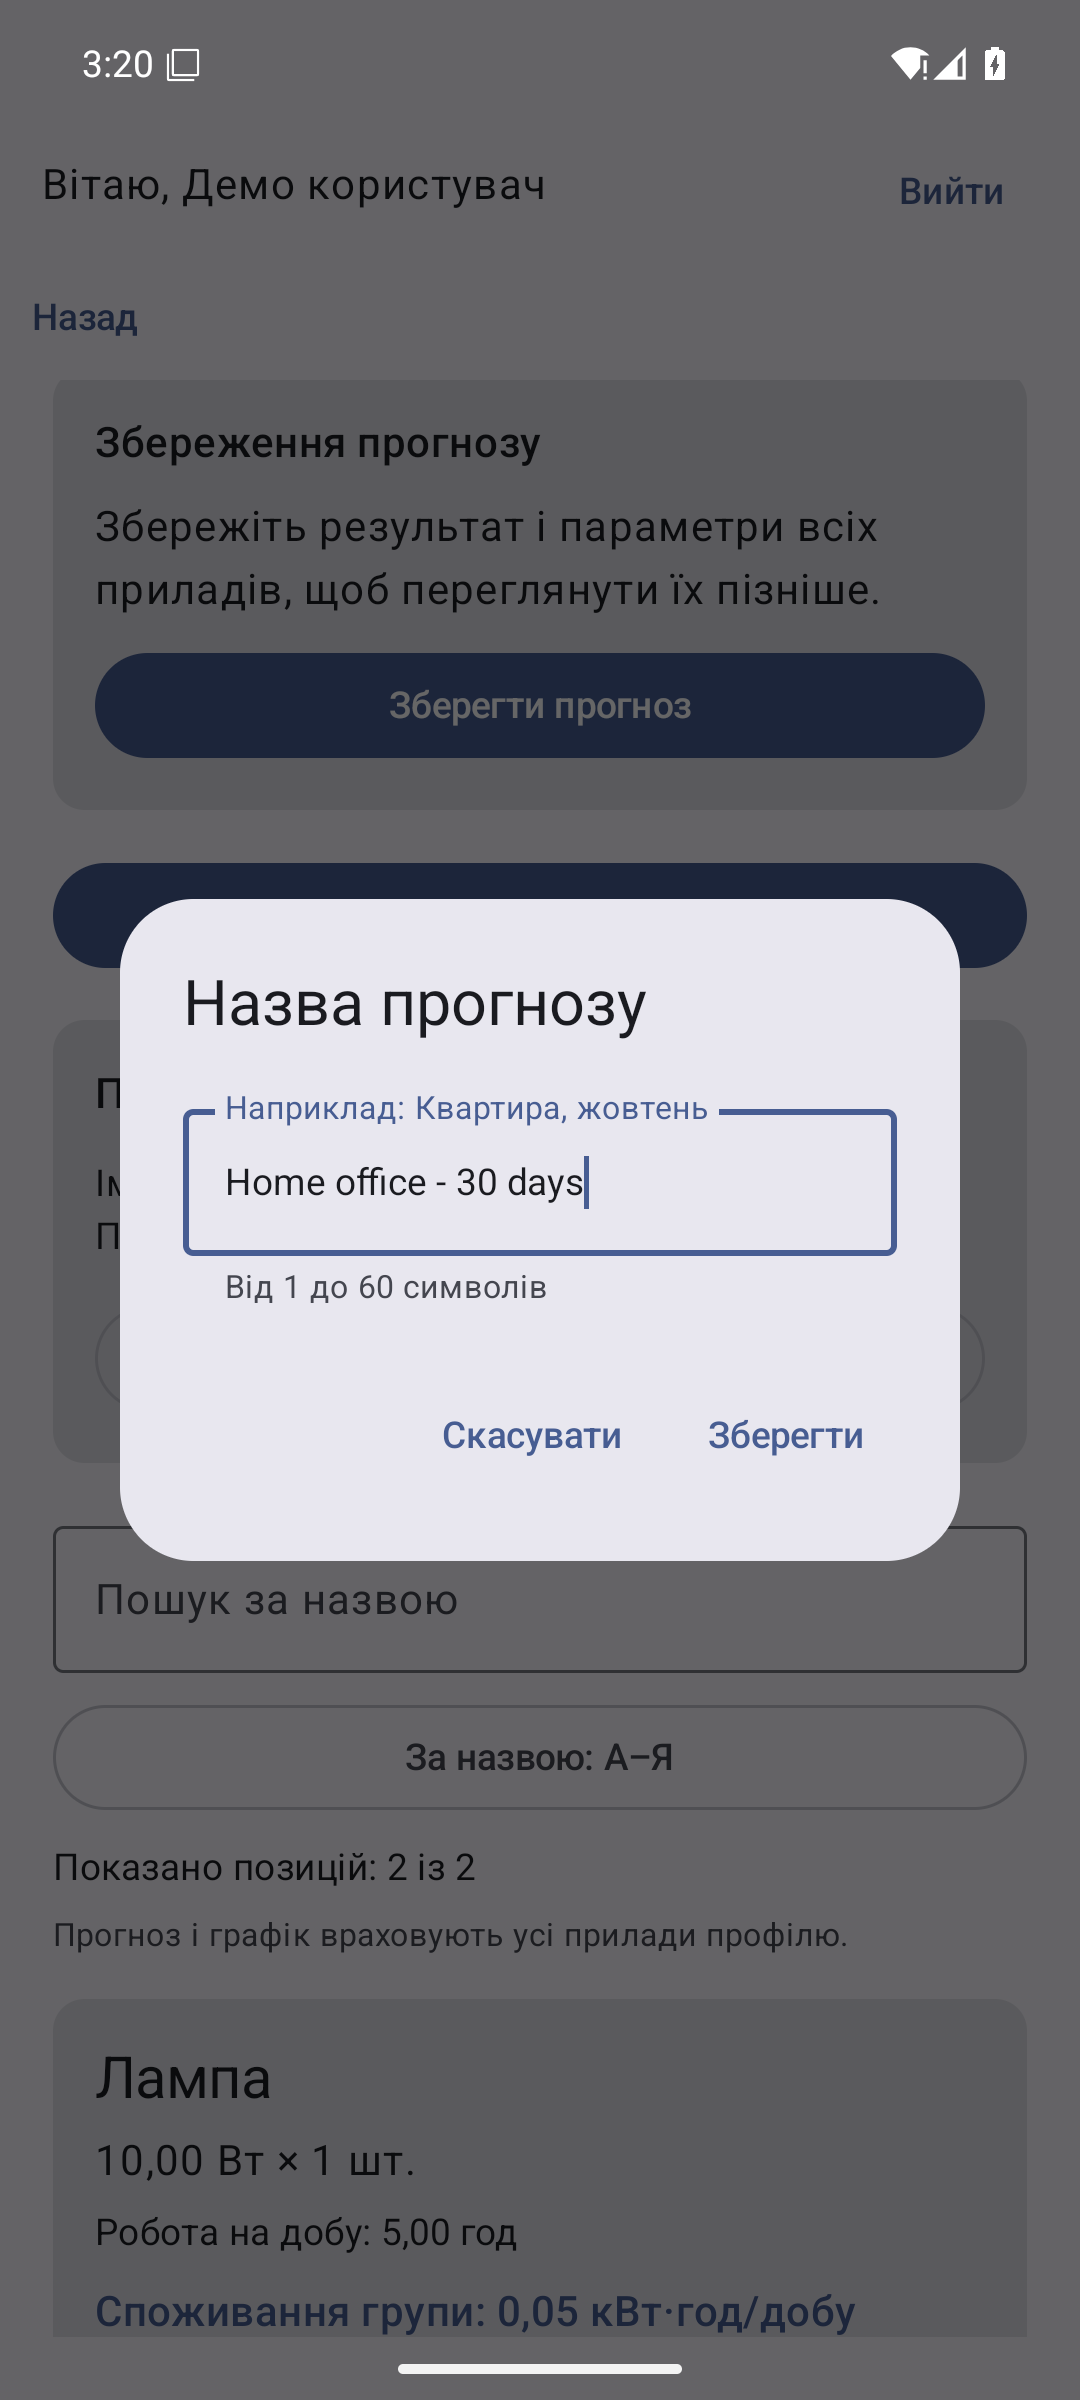 3:20
Вітаю, Демо користувач
Вийти
Назад
Збереження прогнозу
Збережіть результат і параметри всіх
приладів, щоб переглянути їх пізніше.
Зберегти прогноз
Назва прогнозу
Наприклад: Квартира, жовтень
Home office - 30 days
Від 1 до 60 символів
Скасувати
Зберегти
Пошук за назвою
За назвою: А–Я
Показано позицій: 2 із 2
Прогноз і графік враховують усі прилади профілю.
Лампа
10,00 Вт × 1 шт.
Робота на добу: 5,00 год
Споживання групи: 0,05 кВт·год/добу